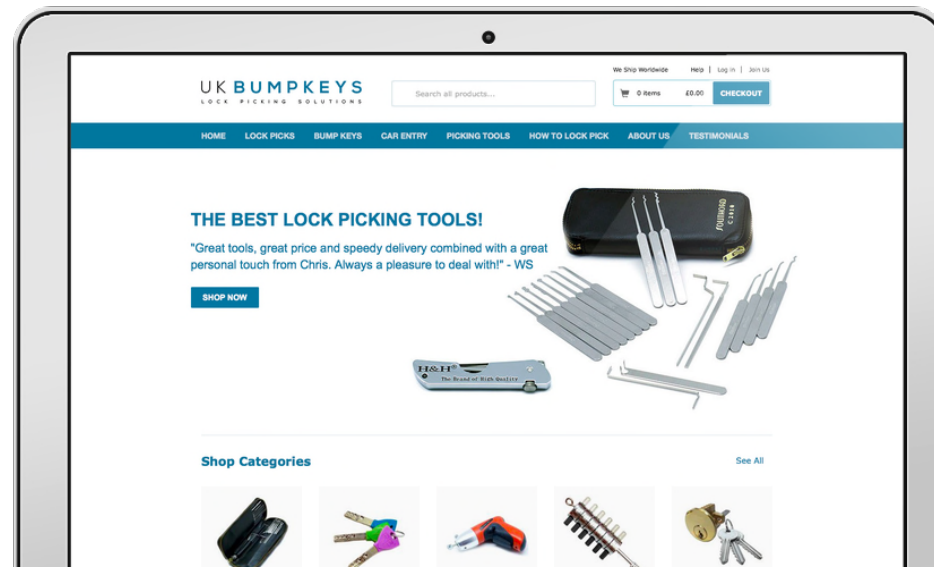 We Ship Worldwide Help | Log In | Join Us
UK BUMPKEYS
LOCK PICKING SOLUTIONS
Search all products...
0 items £0.00 CHECKOUT
HOME LOCK PICKS BUMP KEYS CAR ENTRY PICKING TOOLS HOW TO LOCK PICK ABOUT US TESTIMONIALS
THE BEST LOCK PICKING TOOLS!
"Great tools, great price and speedy delivery combined with a great
personal touch from Chris. Always a pleasure to deal with!" - WS
SHOP NOW
SOUTHORD
C2010
H&H®
The Brand of High Quality
Shop Categories See All